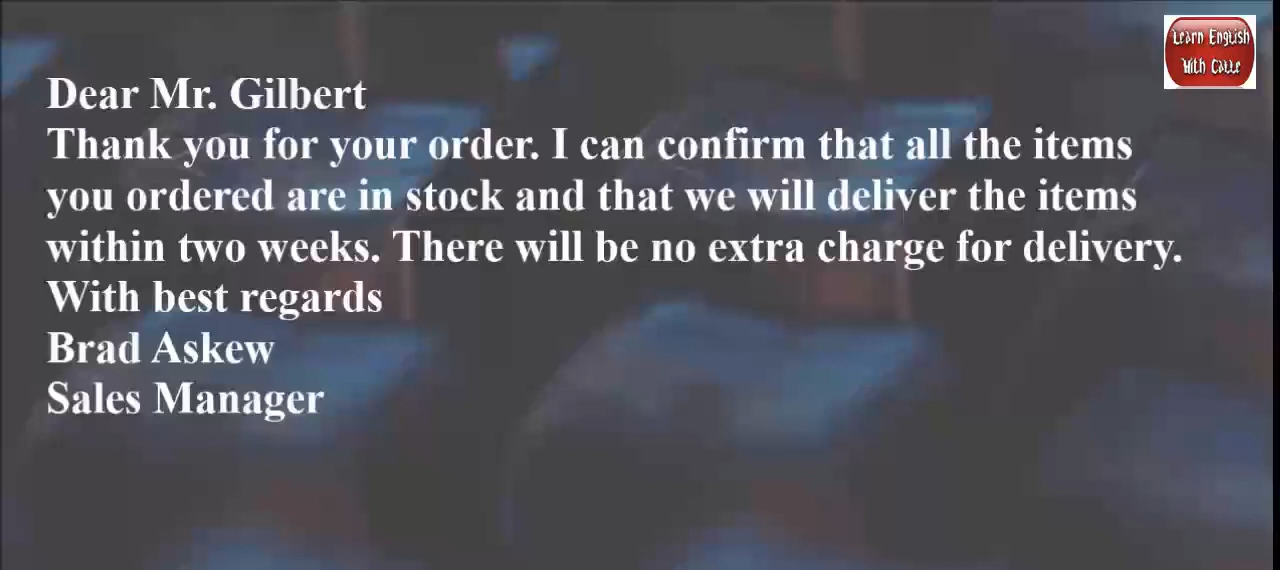 Learn English
With Catte
Dear Mr. Gilbert
Thank you for your order. I can confirm that all the items
you ordered are in stock and that we will deliver the items
within two weeks. There will be no extra charge for delivery.
With best regards
Brad Askew
Sales Manager